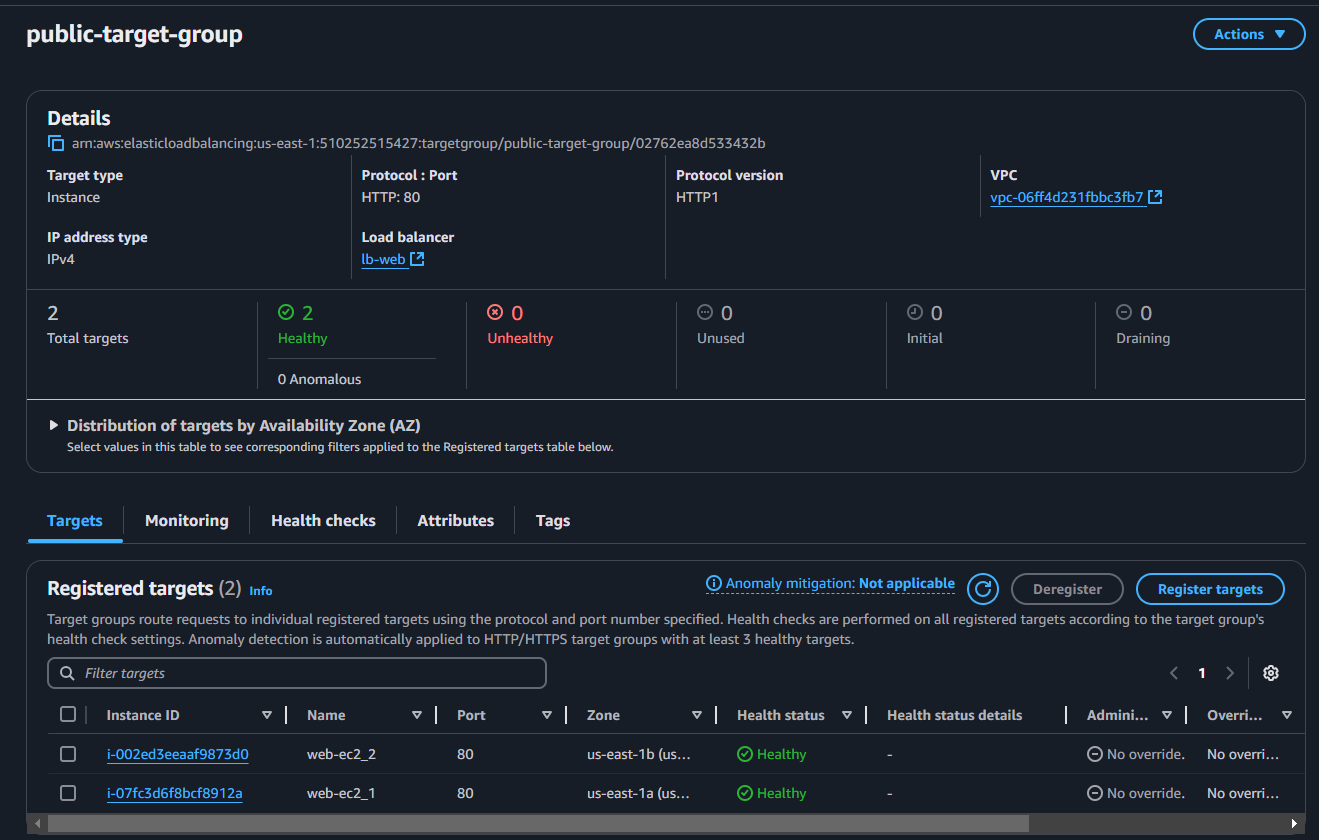 public-target-group
Actions
Details
arn:aws:elasticloadbalancing:us-east-1:510252515427:targetgroup/public-target-group/02762ea8d533432b
Target type
Instance
Protocol : Port
HTTP: 80
Protocol version
HTTP1
VPC
vpc-06ff4d231fbbc3fb7
IP address type
IPv4
Load balancer
lb-web
2
Total targets
2
Healthy
0 Anomalous
0
Unhealthy
0
Unused
0
Initial
0
Draining
Distribution of targets by Availability Zone (AZ)
Select values in this table to see corresponding filters applied to the Registered targets table below.
Targets Monitoring Health checks Attributes Tags
Registered targets (2) Info
Anomaly mitigation: Not applicable
Deregister
Register targets
Target groups route requests to individual registered targets using the protocol and port number specified. Health checks are performed on all registered targets according to the target group's
health check settings. Anomaly detection is automatically applied to HTTP/HTTPS target groups with at least 3 healthy targets.
Filter targets
1
Instance ID Name Port Zone Health status Health status details Admini... Overri...
i-002ed3eeaaf9873d0 web-ec2_2 80 us-east-1b (us... Healthy - No override. No overri...
i-07fc3d6f8bcf8912a web-ec2_1 80 us-east-1a (us... Healthy - No override. No overri...